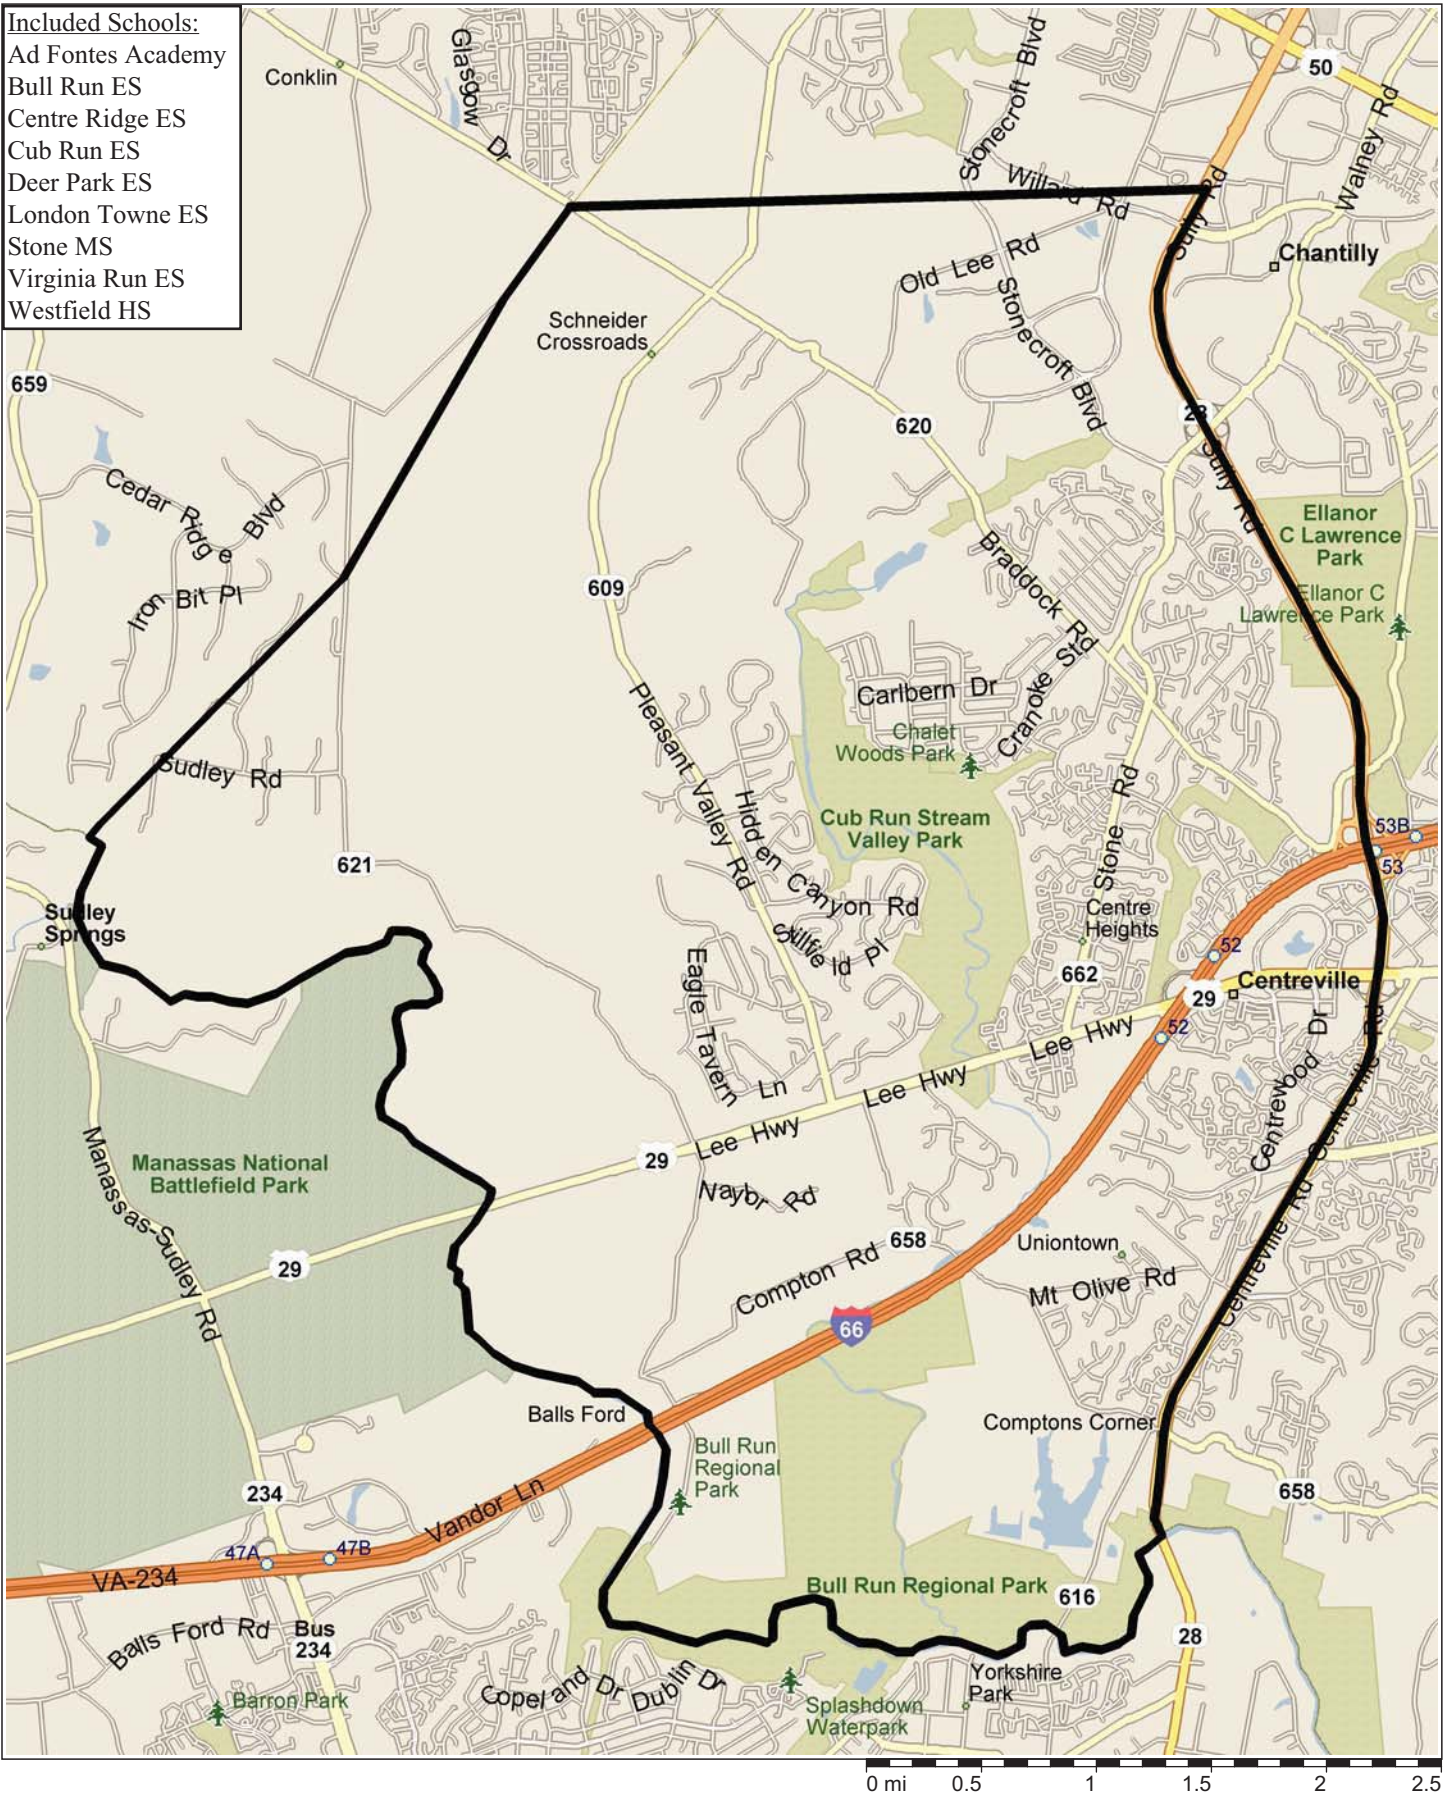 Included Schools:
Ad Fontes Academy
Bull Run ES
Centre Ridge ES
Cub Run ES
Deer Park ES
London Towne ES
Stone MS
Virginia Run ES
Westfield HS
Conklin
Glasgow
Dr
Stonecroft Blvd
50
Walney Rd
Willard Rd
Sully Rd
Chantilly
Old Lee Rd
Stonecroft Blvd
Schneider
Crossroads
659
28
620
Sully Rd
Cedar Ridge Blvd
Ellanor
C Lawrence
Park
Braddock Rd
609
Iron Bit Pl
Ellanor C
Lawrence Park
Cranoke St
Carlbern Dr
Pleasant Valley Rd
Chalet
Woods Park
Sudley Rd
Stone Rd
Hidden Canyon Rd
Cub Run Stream
Valley Park
53B
53
621
Centre
Heights
Sudley
Springs
Stillfield Pl
52
Eagle Tavern Ln
662
Centreville
29
52
Lee Hwy
Centrewood Dr
Centreville Rd
Lee Hwy
Lee Hwy
29
Manassas National
Battlefield Park
Manassas-Sudley Rd
Naylor Rd
Centreville Rd
658
Uniontown
Compton Rd
29
Mt Olive Rd
66
Balls Ford
Comptons Corner
Bull Run
Regional
Park
234
658
Vandor Ln
47A
47B
VA-234
Bull Run Regional Park
616
Balls Ford Rd
Bus
234
28
Copeland Dr
Dublin Dr
Yorkshire
Park
Barron Park
Splashdown
Waterpark
0 mi 0.5 1 1.5 2 2.5